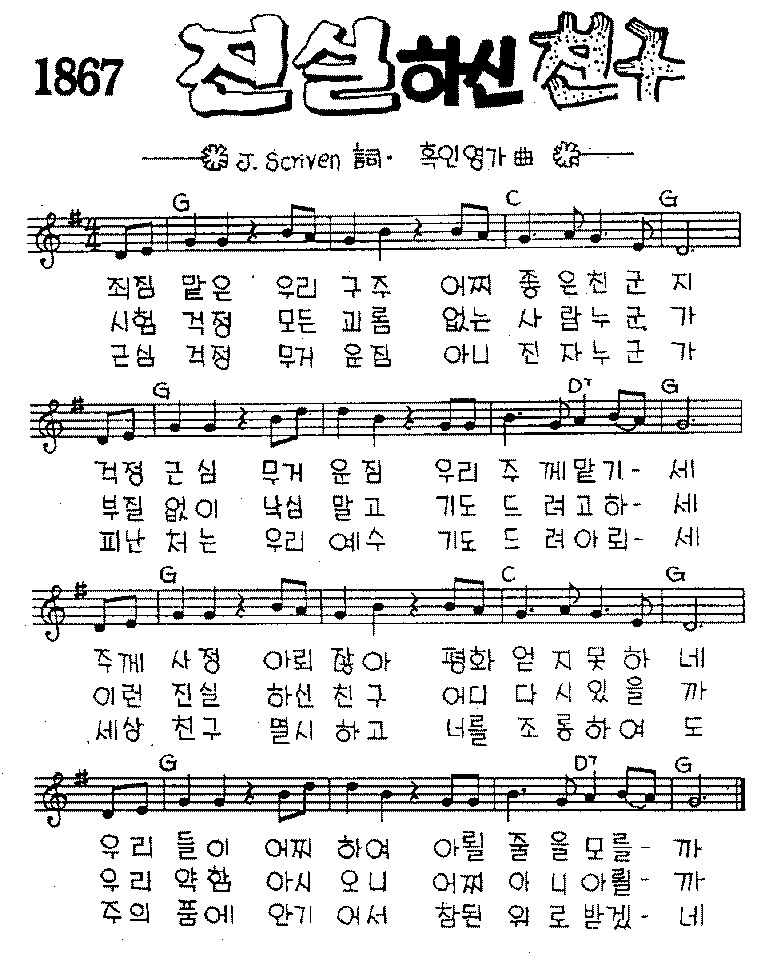 1867 진실하신 친구
J. Scriven 詞. 흑인영가 曲
G C G
죄짐 맡은 우리 구주 어찌 좋은친 군지
시험 걱정 모든 괴롬 없는 사 람누 군가
근심 걱정 무거 운짐 아니 진 자누 군가
G D7 G
걱정 근심 무거 운짐 우리 주 께맡기- 세
부질 없이 낙심 말고 기도 드 려고하- 세
피난 처는 우리 예수 기도 드 려아뢰- 세
G C G
주께 사정 아뢰 잖아 평화 얻 지못 하네
이런 진실 하신 친구 어디 다 시있 을까
세상 친구 멸시 하고 너를 조 롱하 여도
G D7 G
우리 들이 어찌 하여 아뢸 줄 을모를- 까
우리 약함 아시 오니 어찌 아 니아뢸- 까
주의 품에 안기 어서 참된 위 로받겠- 네